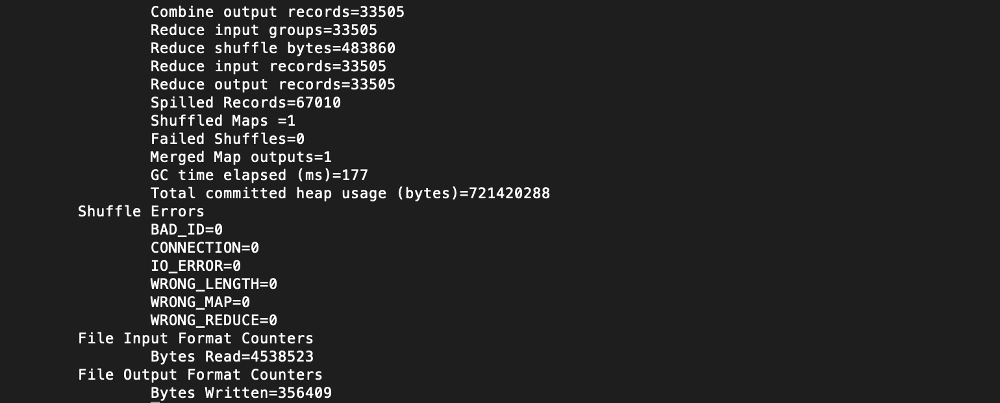 Combine output records=33505
Reduce input groups=33505
Reduce shuffle bytes=483860
Reduce input records=33505
Reduce output records=33505
Spilled Records=67010
Shuffled Maps =1
Failed Shuffles=0
Merged Map outputs=1
GC time elapsed (ms)=177
Total committed heap usage (bytes)=721420288
Shuffle Errors
BAD_ID=0
CONNECTION=0
IO_ERROR=0
WRONG_LENGTH=0
WRONG_MAP=0
WRONG_REDUCE=0
File Input Format Counters
Bytes Read=4538523
File Output Format Counters
Bytes Written=356409